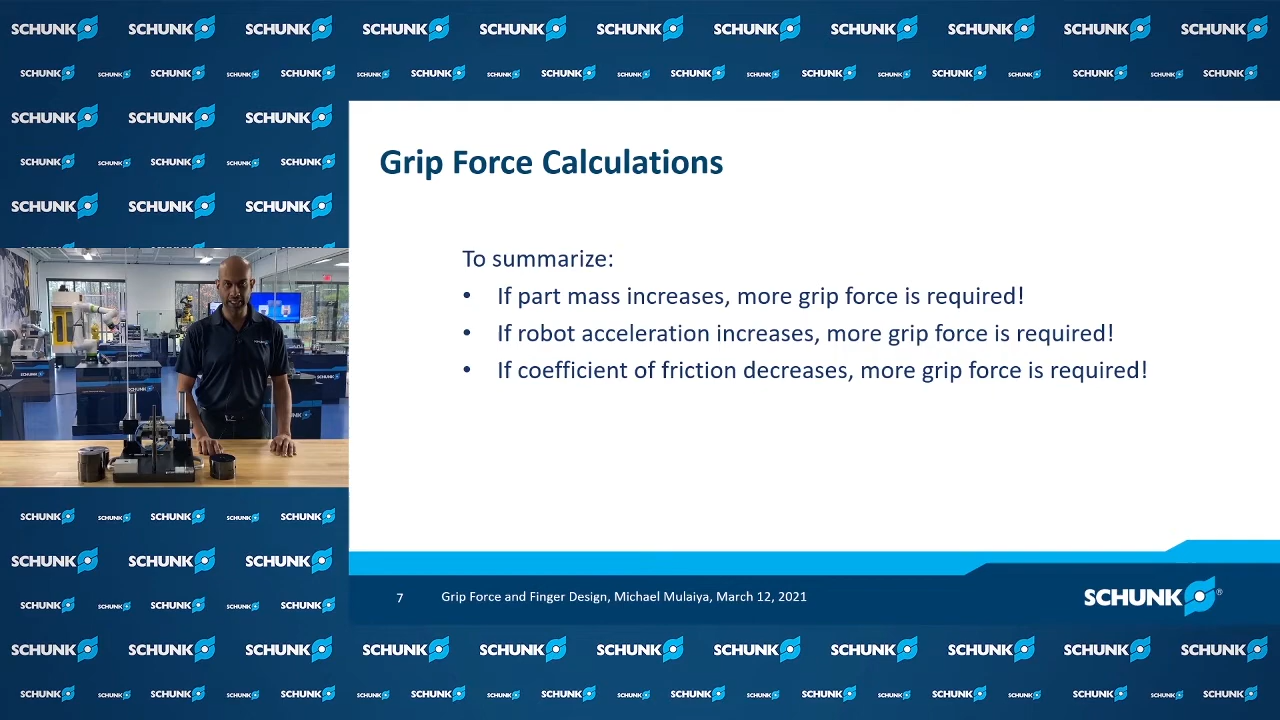 SCHUNK
Grip Force Calculations
To summarize:
• If part mass increases, more grip force is required!
• If robot acceleration increases, more grip force is required!
• If coefficient of friction decreases, more grip force is required!
7 Grip Force and Finger Design, Michael Mulaiya, March 12, 2021
SCHUNK®